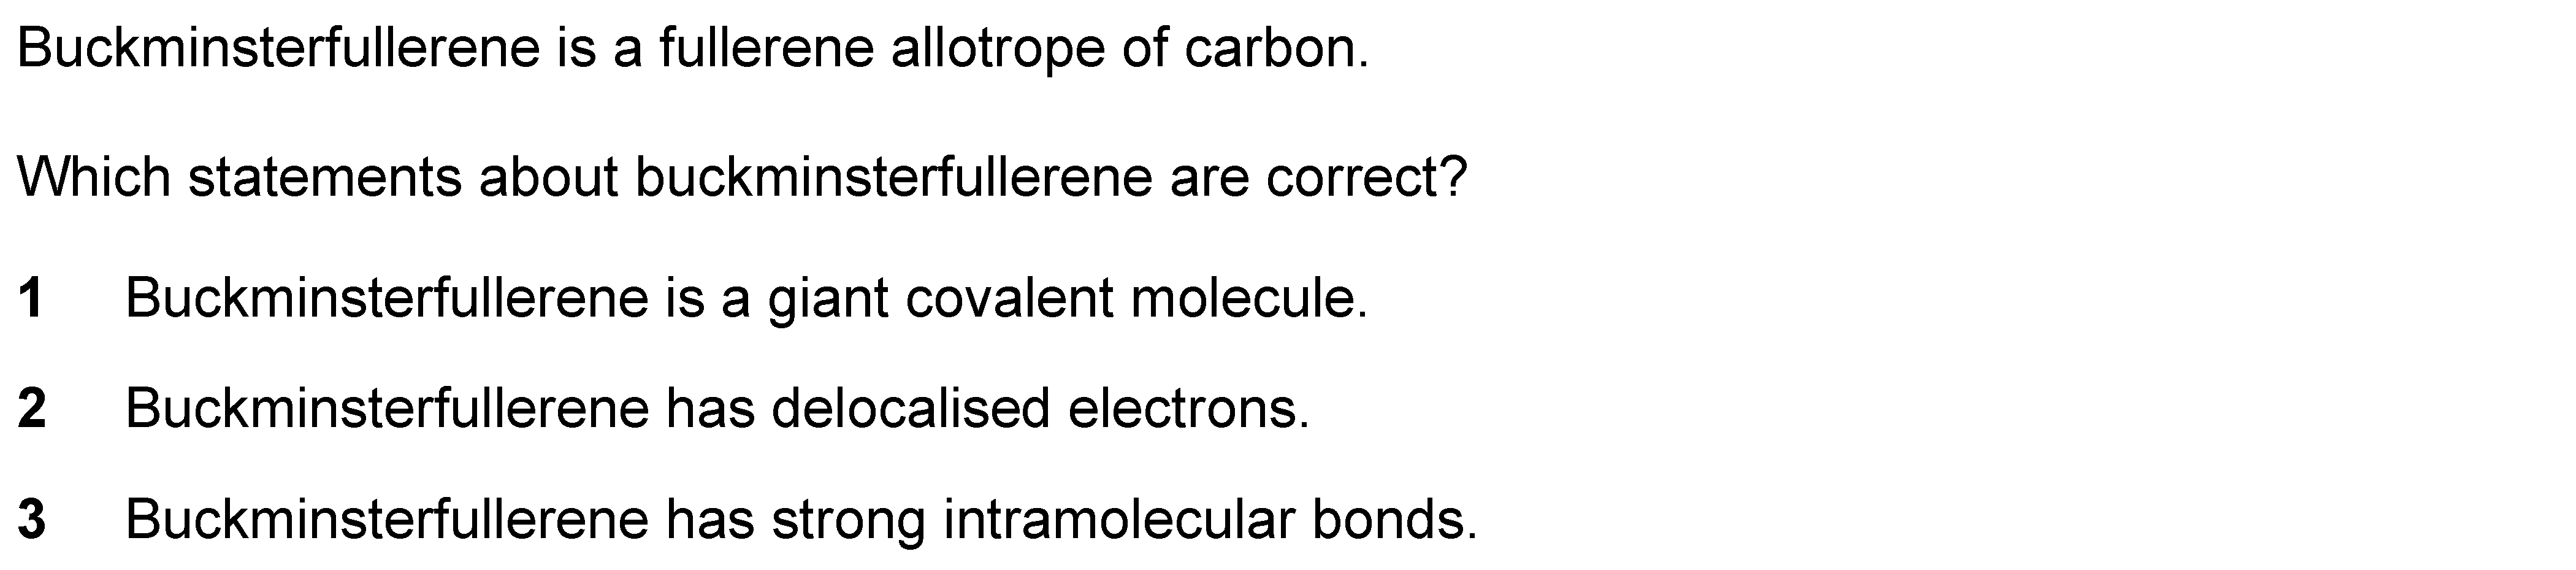 Buckminsterfullerene is a fullerene allotrope of carbon.
Which statements about buckminsterfullerene are correct?
1 Buckminsterfullerene is a giant covalent molecule.
2 Buckminsterfullerene has delocalised electrons.
3 Buckminsterfullerene has strong intramolecular bonds.